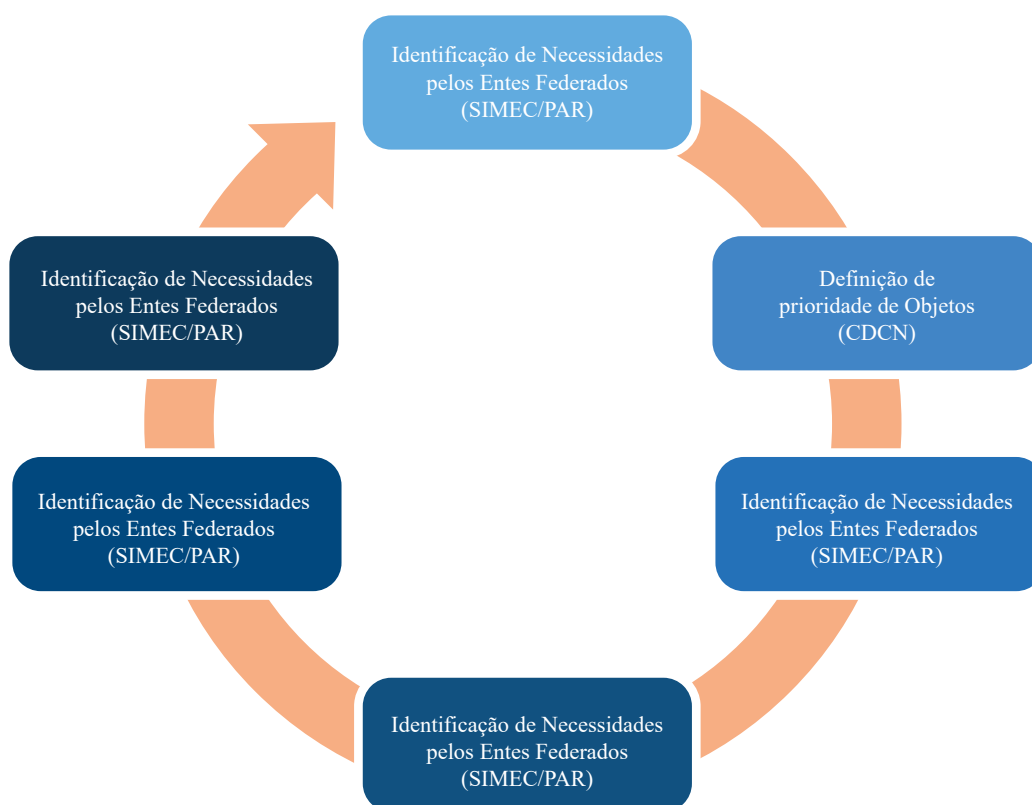 Identificação de Necessidades
pelos Entes Federados
(SIMEC/PAR)
Definição de
prioridade de Objetos
(CDCN)
Identificação de Necessidades
pelos Entes Federados
(SIMEC/PAR)
Identificação de Necessidades
pelos Entes Federados
(SIMEC/PAR)
Identificação de Necessidades
pelos Entes Federados
(SIMEC/PAR)
Identificação de Necessidades
pelos Entes Federados
(SIMEC/PAR)